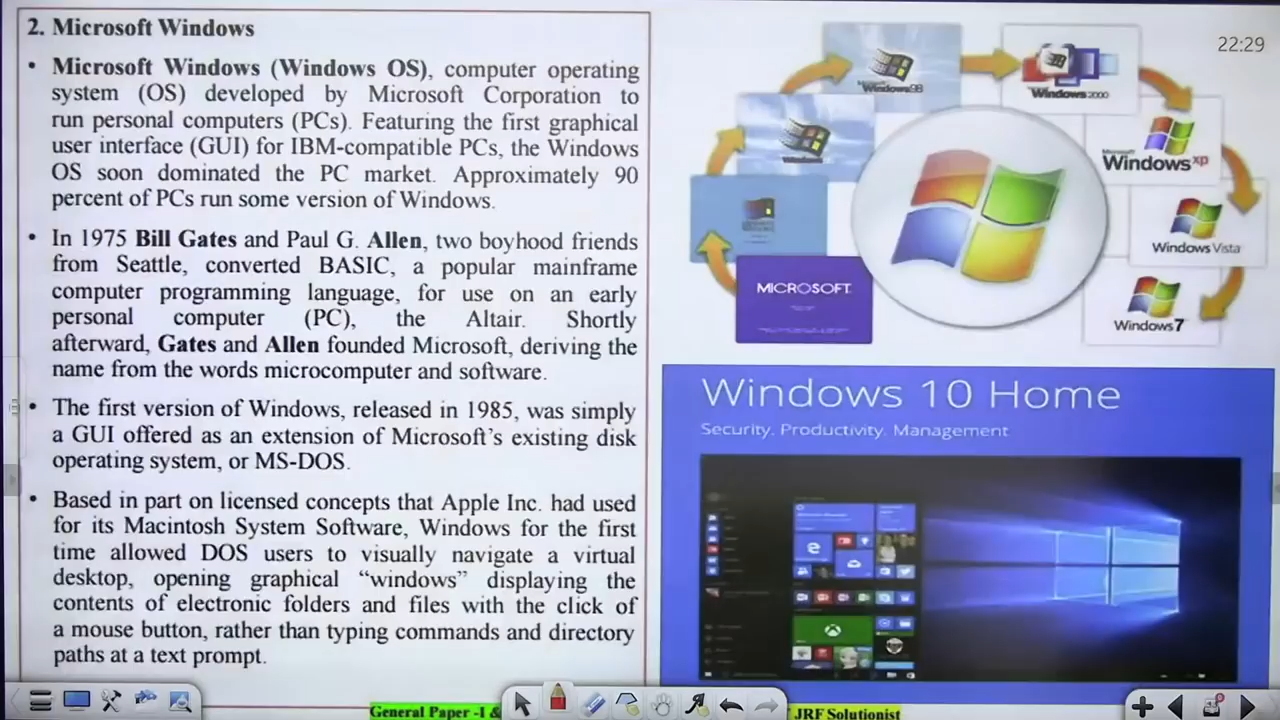 2. Microsoft Windows
• Microsoft Windows (Windows OS), computer operating
system (OS) developed by Microsoft Corporation to
run personal computers (PCs). Featuring the first graphical
user interface (GUI) for IBM-compatible PCs, the Windows
OS soon dominated the PC market. Approximately 90
percent of PCs run some version of Windows.
• In 1975 Bill Gates and Paul G. Allen, two boyhood friends
from Seattle, converted BASIC, a popular mainframe
computer programming language, for use on an early
personal computer (PC), the Altair. Shortly
afterward, Gates and Allen founded Microsoft, deriving the
name from the words microcomputer and software.
• The first version of Windows, released in 1985, was simply
a GUI offered as an extension of Microsoft's existing disk
operating system, or MS-DOS.
• Based in part on licensed concepts that Apple Inc. had used
for its Macintosh System Software, Windows for the first
time allowed DOS users to visually navigate a virtual
desktop, opening graphical “windows” displaying the
contents of electronic folders and files with the click of
a mouse button, rather than typing commands and directory
paths at a text prompt.
22:29
Windows98
Windows 2000
Windows
Microsoft
Windows xp
Windows Vista
MICROSOFT
Windows 7
Windows 10 Home
Security, Productivity, Management
General Paper -I &
JRF Solutionist